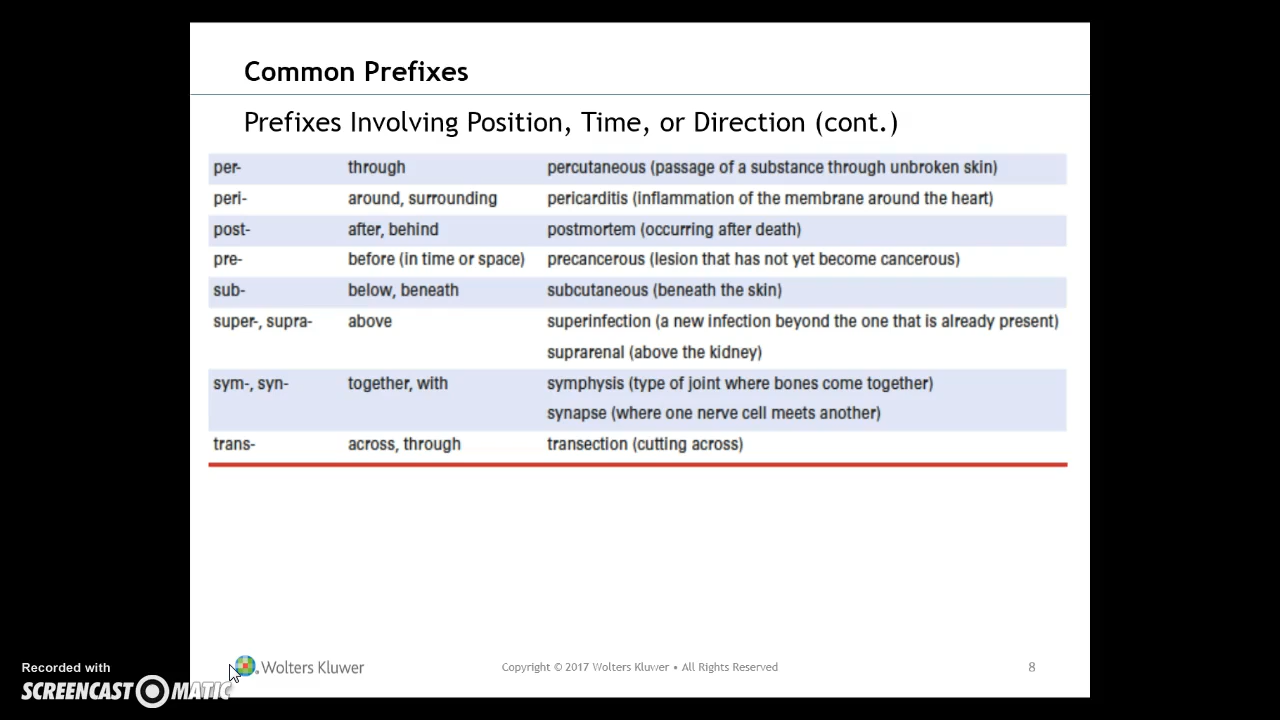 Common Prefixes
Prefixes Involving Position, Time, or Direction (cont.)
per- through percutaneous (passage of a substance through unbroken skin)
peri- around, surrounding pericarditis (inflammation of the membrane around the heart)
post- after, behind postmortem (occurring after death)
pre- before (in time or space) precancerous (lesion that has not yet become cancerous)
sub- below, beneath subcutaneous (beneath the skin)
super-, supra- above superinfection (a new infection beyond the one that is already present)
suprarenal (above the kidney)
sym-, syn- together, with symphysis (type of joint where bones come together)
synapse (where one nerve cell meets another)
trans- across, through transection (cutting across)
Wolters Kluwer Copyright © 2017 Wolters Kluwer • All Rights Reserved 8
Recorded with
SCREENCAST MATIC